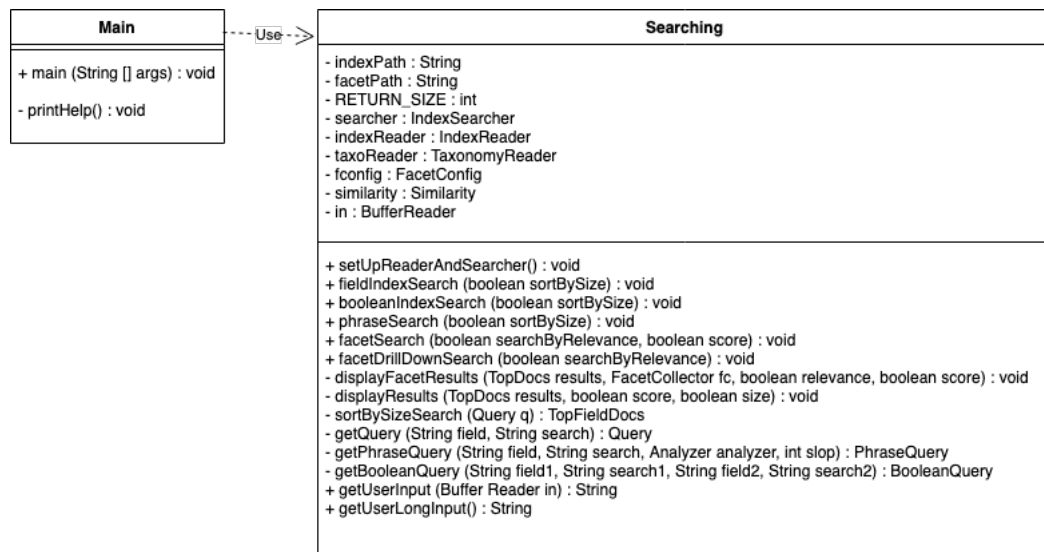 Main
+ main (String [] args) : void
- printHelp() : void
Use
Searching
- indexPath : String
- facetPath : String
- RETURN_SIZE : int
- searcher : IndexSearcher
- indexReader : IndexReader
- taxoReader : TaxonomyReader
- fconfig : FacetConfig
- similarity : Similarity
- in : BufferReader
+ setUpReaderAndSearcher() : void
+ fieldIndexSearch (boolean sortBySize) : void
+ booleanIndexSearch (boolean sortBySize) : void
+ phraseSearch (boolean sortBySize) : void
+ facetSearch (boolean searchByRelevance, boolean score) : void
+ facetDrillDownSearch (boolean searchByRelevance) : void
- displayFacetResults (TopDocs results, FacetCollector fc, boolean relevance, boolean score) : void
- displayResults (TopDocs results, boolean score, boolean size) : void
- sortBySizeSearch (Query q) : TopFieldDocs
- getQuery (String field, String search) : Query
- getPhraseQuery (String field, String search, Analyzer analyzer, int slop) : PhraseQuery
- getBooleanQuery (String field1, String search1, String field2, String search2) : BooleanQuery
+ getUserInput (Buffer Reader in) : String
+ getUserLongInput() : String